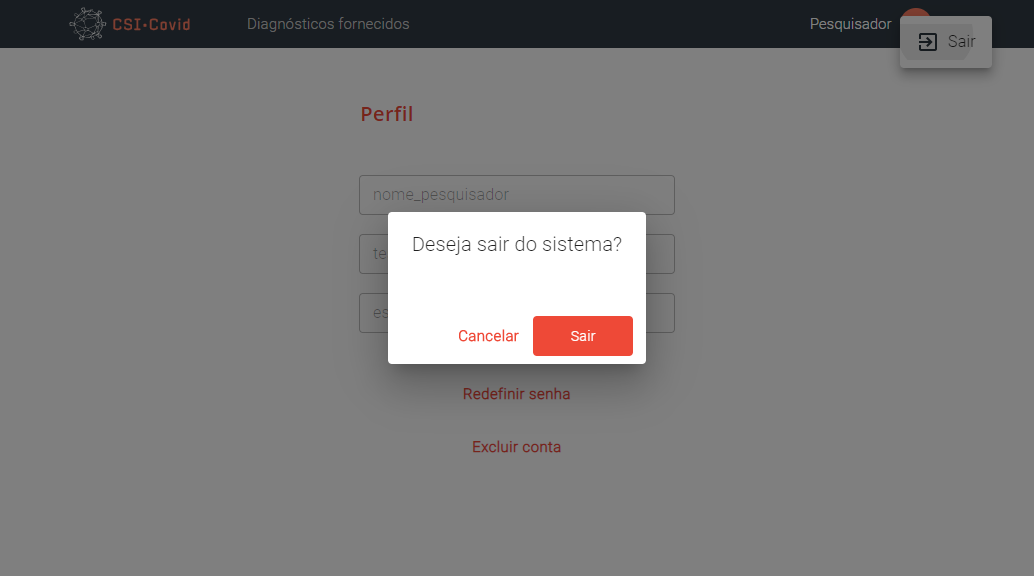 CSI•Covid
Diagnósticos fornecidos
Pesquisador
Sair
Perfil
nome_pesquisador
te
es
Deseja sair do sistema?
Cancelar
Sair
Redefinir senha
Excluir conta